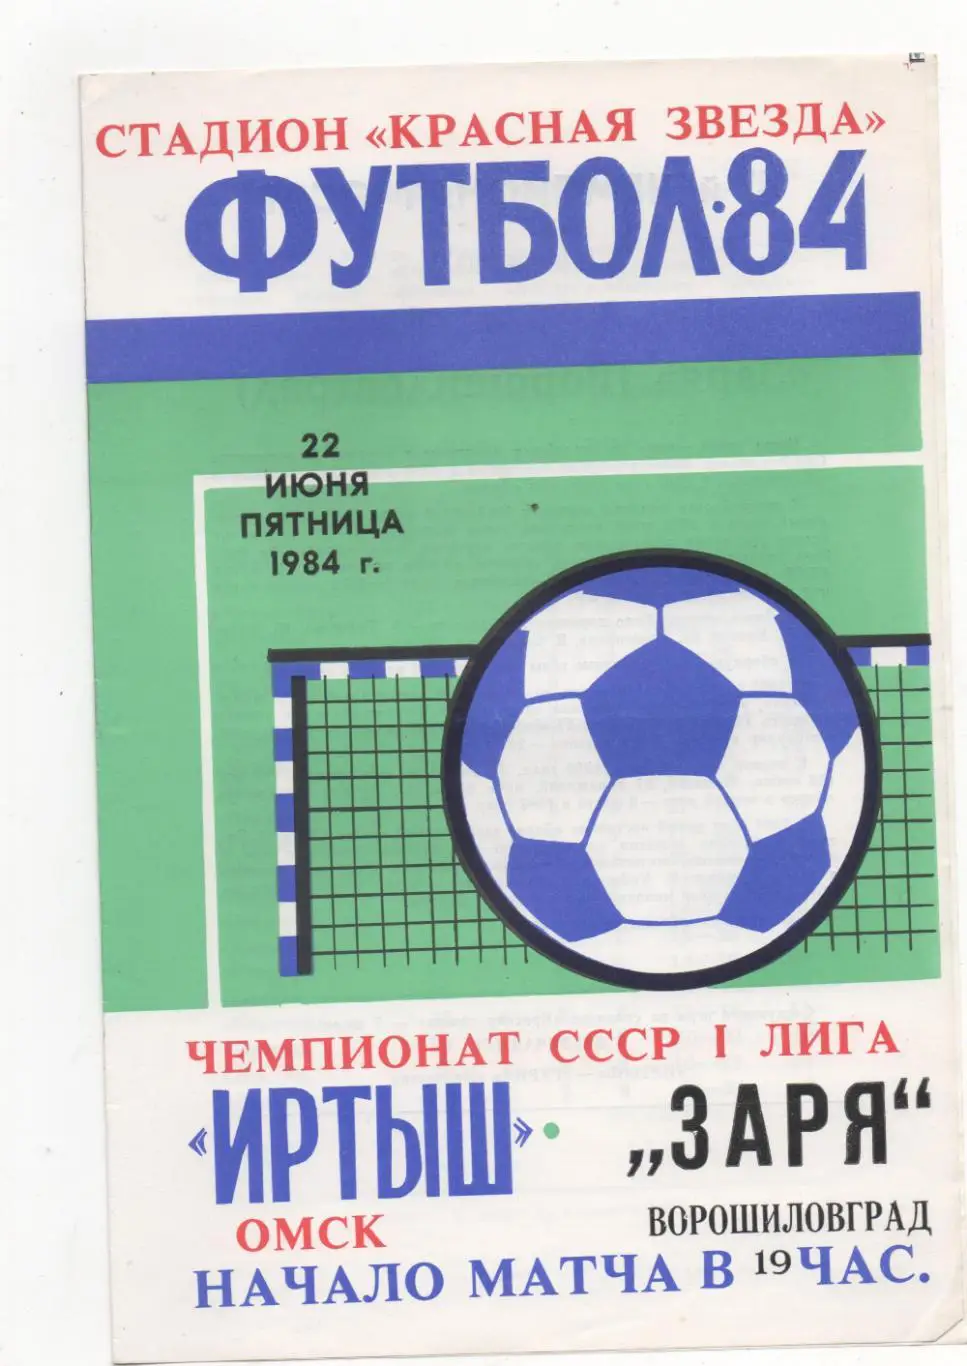 СТАДИОН «КРАСНАЯ ЗВЕЗДА»
ФУТБОЛ·84
22
ИЮНЯ
ПЯТНИЦА
1984 г.
ЧЕМПИОНАТ СССР I ЛИГА
«ИРТЫШ» • „ЗАРЯ“
ОМСК ВОРОШИЛОВГРАД
НАЧАЛО МАТЧА В 19 ЧАС.